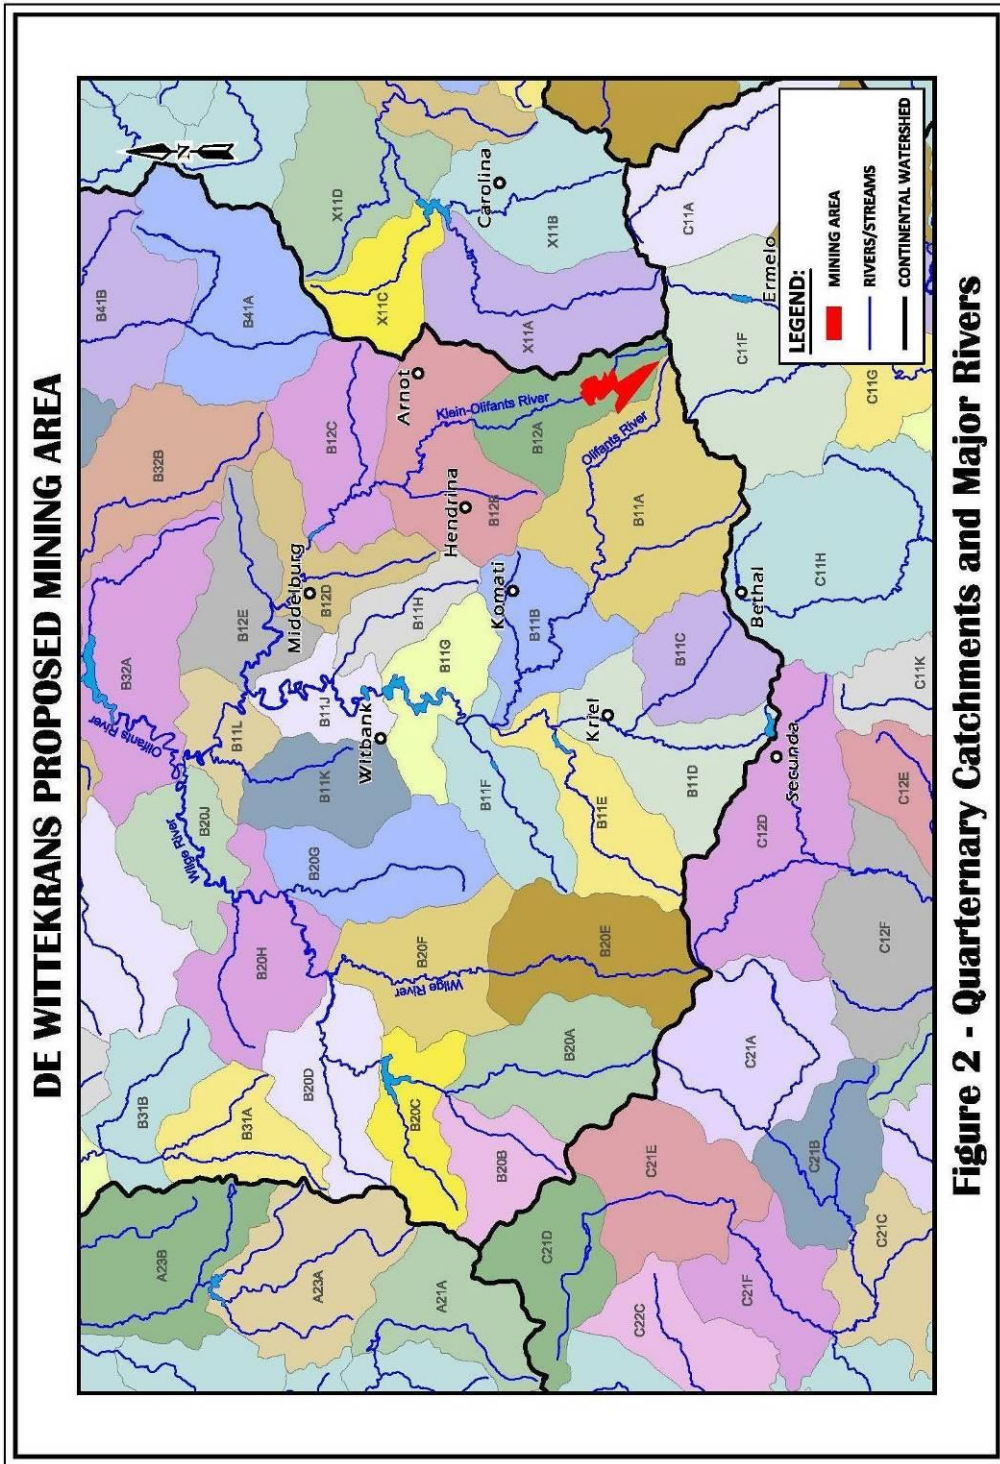 DE WITTEKRANS PROPOSED MINING AREA
B41B
B32A
B31B
A23B
Olifants River
B32B
Wilge River
B20J
N
B41A
B12E
B11L
B31A
B20H
Middelburg
B12D
B12C
B11J
B11K
B20G
B20D
A23A
X11D
Witbank
X11C
Arnot
B11H
B20F
B20C
Wilge River
A21A
Klein-Olifants River
Hendrina
B11G
Carolina
B12B
Komati
B11F
B20B
X11B
X11A
B12A
B11B
B20A
C21D
Olifants River
Kriel
B11E
B20E
B11A
C22C
C21E
C11A
B11C
B11D
C11F
Ermelo
Bethal
C21A
C21F
C12D
Secunda
C11H
C21B
C11G
C12F
C21C
C12E
C11K
LEGEND:
MINING AREA
RIVERS/STREAMS
CONTINENTAL WATERSHED
Figure 2 - Quarternary Catchments and Major Rivers